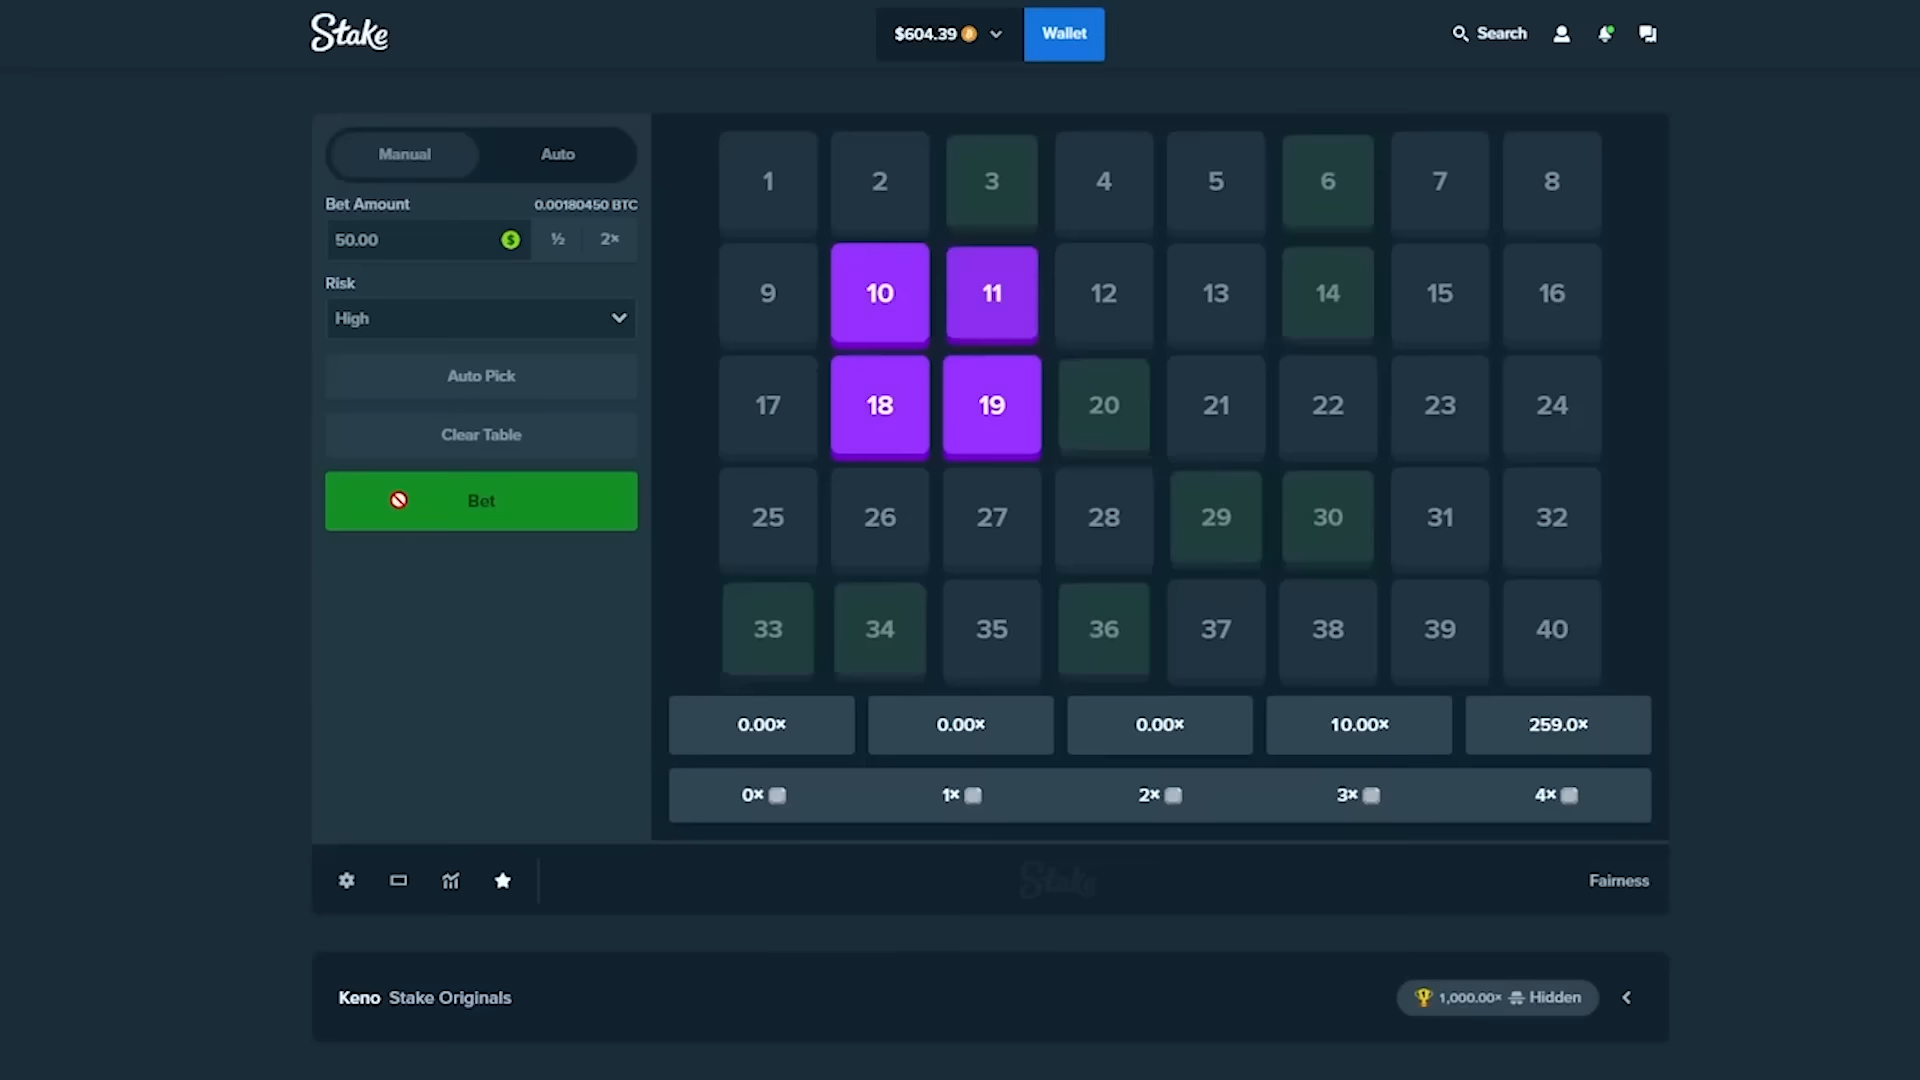 Stake
$604.39
Wallet
Search
Manual
Auto
Bet Amount
0.00180450 BTC
50.00
$
½
2×
Risk
High
Auto Pick
Clear Table
Bet
1 2 3 4 5 6 7 8
9 10 11 12 13 14 15 16
17 18 19 20 21 22 23 24
25 26 27 28 29 30 31 32
33 34 35 36 37 38 39 40
0.00× 0.00× 0.00× 10.00× 259.0×
0× 1× 2× 3× 4×
Stake
Fairness
Keno Stake Originals
1,000.00× Hidden